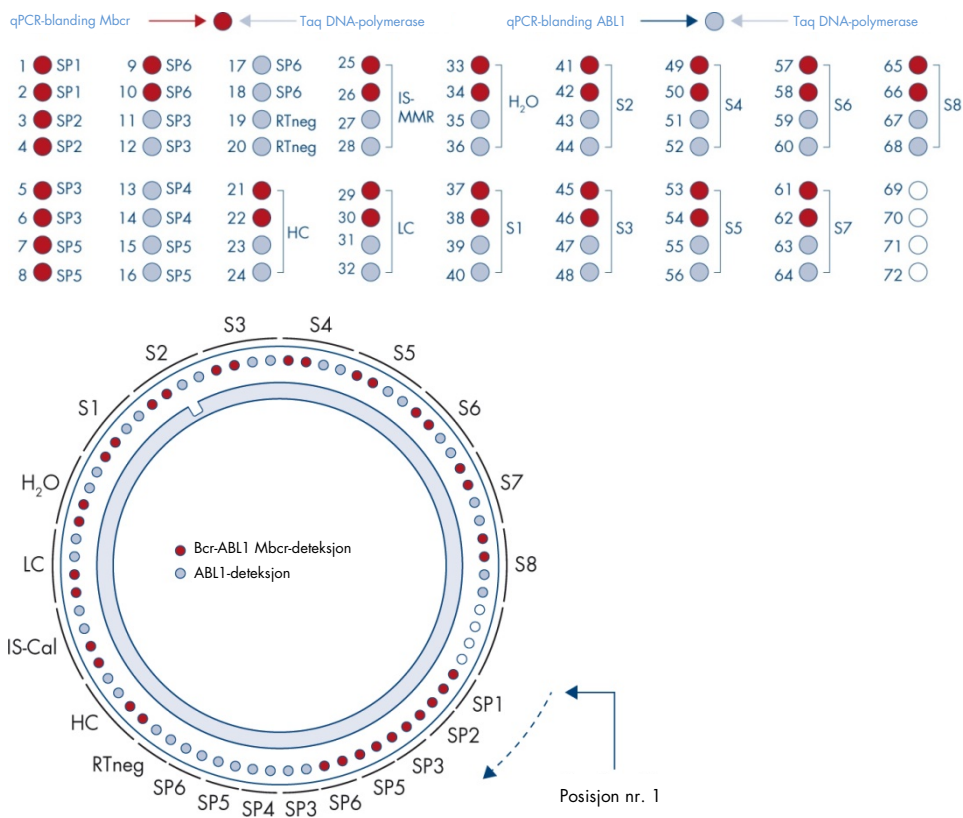 qPCR-blanding Mbcr Taq DNA-polymerase qPCR-blanding ABL1 Taq DNA-polymerase
1 SP1 9 SP6 17 SP6 25 33 41 49 57 65
2 SP1 10 SP6 18 SP6 26 34 42 50 58 66
IS-MMR H₂O S2 S4 S6 S8
3 SP2 11 SP3 19 RTneg 27 35 43 51 59 67
4 SP2 12 SP3 20 RTneg 28 36 44 52 60 68
5 SP3 13 SP4 21 29 37 45 53 61 69
6 SP3 14 SP4 22 30 38 46 54 62 70
HC LC S1 S3 S5 S7
7 SP5 15 SP5 23 31 39 47 55 63 71
8 SP5 16 SP5 24 32 40 48 56 64 72
S3 S4
S2 S5
S1 S6
H₂O S7
Bcr-ABL1 Mbcr-deteksjon
LC S8
ABL1-deteksjon
IS-Cal
SP1
HC SP2
RTneg SP3
SP6 SP5
SP5 SP4 SP3 SP6
Posisjon nr. 1